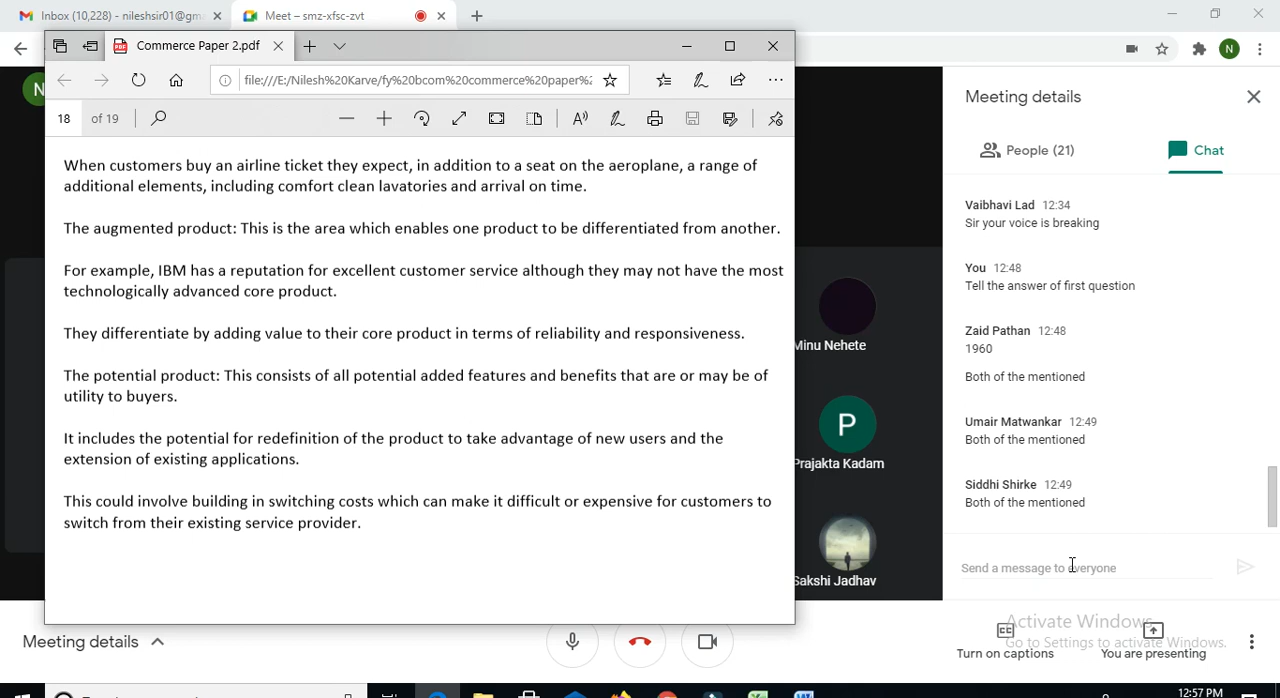 Inbox (10,228) - nileshsir01@gm
Meet – smz-xfsc-zvt
Commerce Paper 2.pdf
file:///E:/Nilesh%20Karve/fy%20bcom%20commerce%20paper%2
N
18 of 19
When customers buy an airline ticket they expect, in addition to a seat on the aeroplane, a range of
additional elements, including comfort clean lavatories and arrival on time.
The augmented product: This is the area which enables one product to be differentiated from another.
For example, IBM has a reputation for excellent customer service although they may not have the most
technologically advanced core product.
They differentiate by adding value to their core product in terms of reliability and responsiveness.
The potential product: This consists of all potential added features and benefits that are or may be of
utility to buyers.
It includes the potential for redefinition of the product to take advantage of new users and the
extension of existing applications.
This could involve building in switching costs which can make it difficult or expensive for customers to
switch from their existing service provider.
N
Minu Nehete
P
Prajakta Kadam
Sakshi Jadhav
Meeting details
People (21)
Chat
Vaibhavi Lad 12:34
Sir your voice is breaking
You 12:48
Tell the answer of first question
Zaid Pathan 12:48
1960
Both of the mentioned
Umair Matwankar 12:49
Both of the mentioned
Siddhi Shirke 12:49
Both of the mentioned
Send a message to everyone
Meeting details
Activate Windows
Go to Settings to activate Windows.
Turn on captions
You are presenting
12:57 PM